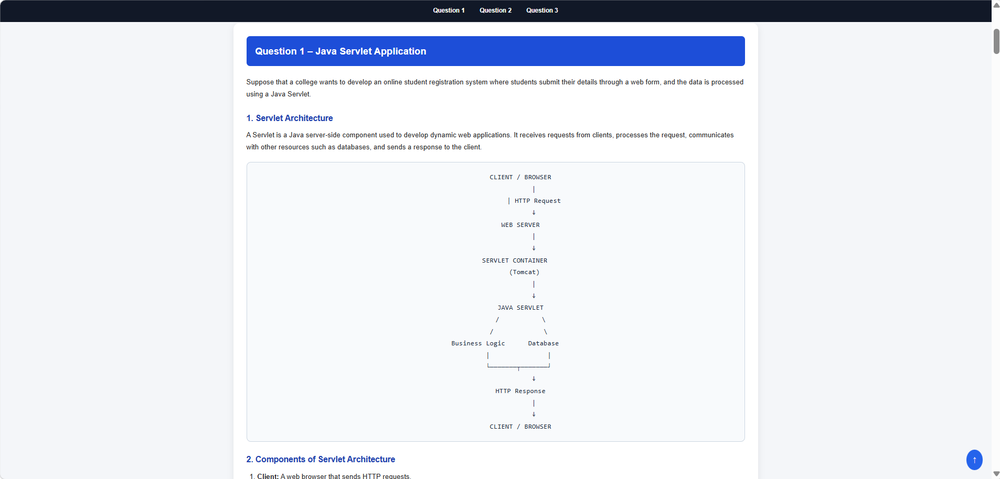 Question 1 Question 2 Question 3
Question 1 – Java Servlet Application
Suppose that a college wants to develop an online student registration system where students submit their details through a web form, and the data is processed
using a Java Servlet.
1. Servlet Architecture
A Servlet is a Java server-side component used to develop dynamic web applications. It receives requests from clients, processes the request, communicates
with other resources such as databases, and sends a response to the client.
CLIENT / BROWSER
|
| HTTP Request
↓
WEB SERVER
|
↓
SERVLET CONTAINER
(Tomcat)
|
↓
JAVA SERVLET
/ \
/ \
Business Logic Database
| |
└───────┬───────┘
↓
HTTP Response
|
↓
CLIENT / BROWSER
2. Components of Servlet Architecture
1. Client: A web browser that sends HTTP requests.
↑